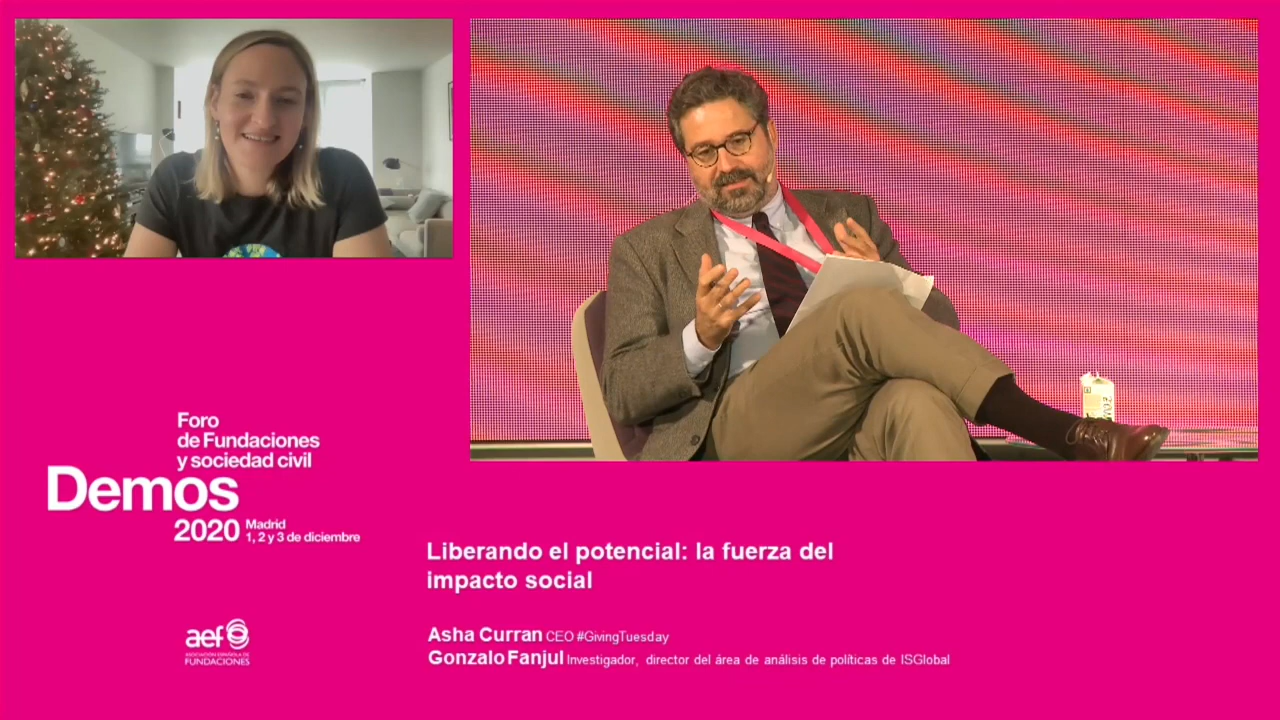 Foro
de Fundaciones
y sociedad civil
Demos
2020 Madrid
1, 2 y 3 de diciembre
Liberando el potencial: la fuerza del
impacto social
aef
ASOCIACIÓN ESPAÑOLA DE
FUNDACIONES
Asha Curran CEO #GivingTuesday
Gonzalo Fanjul Investigador, director del área de análisis de políticas de ISGlobal